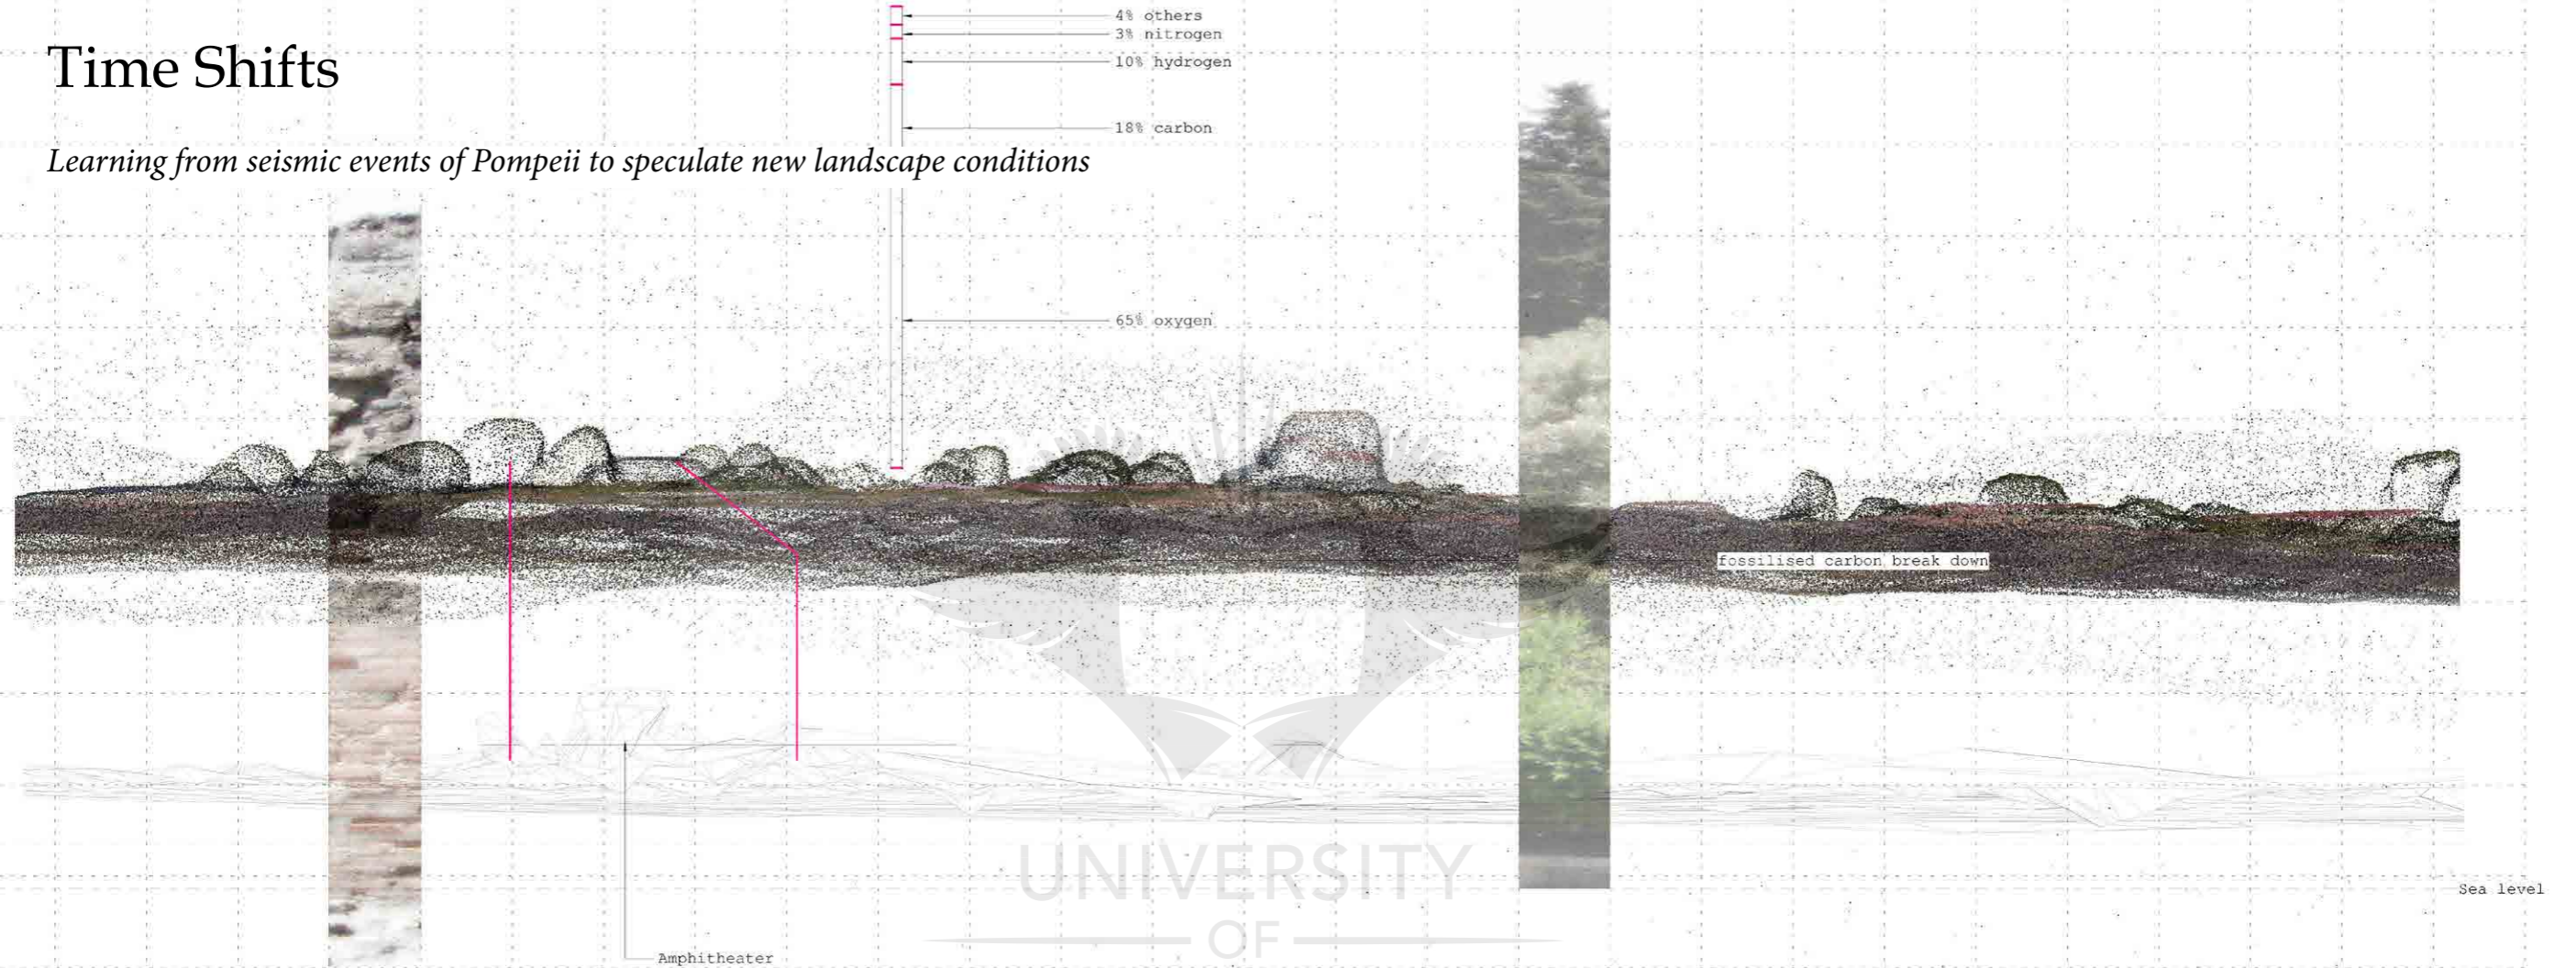 Time Shifts
Learning from seismic events of Pompeii to speculate new landscape conditions
4% others
3% nitrogen
10% hydrogen
18% carbon
65% oxygen
fossilised carbon break down
Sea level
Amphitheater
UNIVERSITY
OF